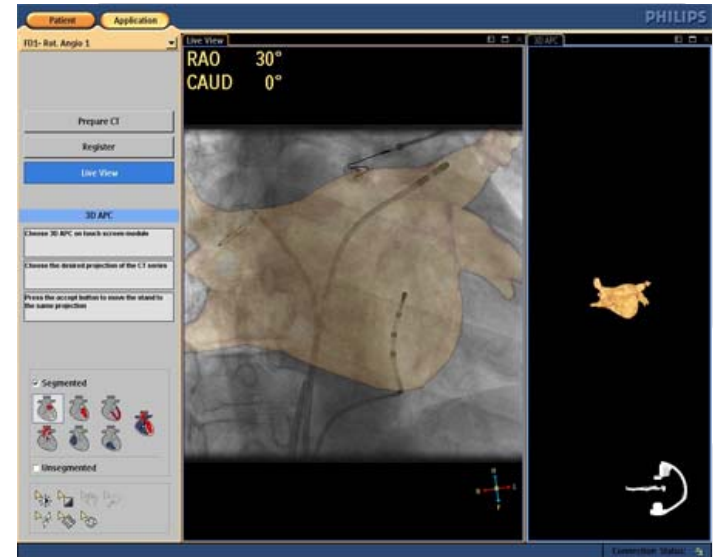 Patient
Application
PHILIPS
FD1- Rot. Angio 1
Live View
3D APC
RAO 30°
CAUD 0°
Prepare CT
Register
Live View
3D APC
Choose 3D APC on touch screen module
Choose the desired projection of the CT series
Press the accept button to move the stand to
the same projection
Segmented
Unsegmented
Connection Status: